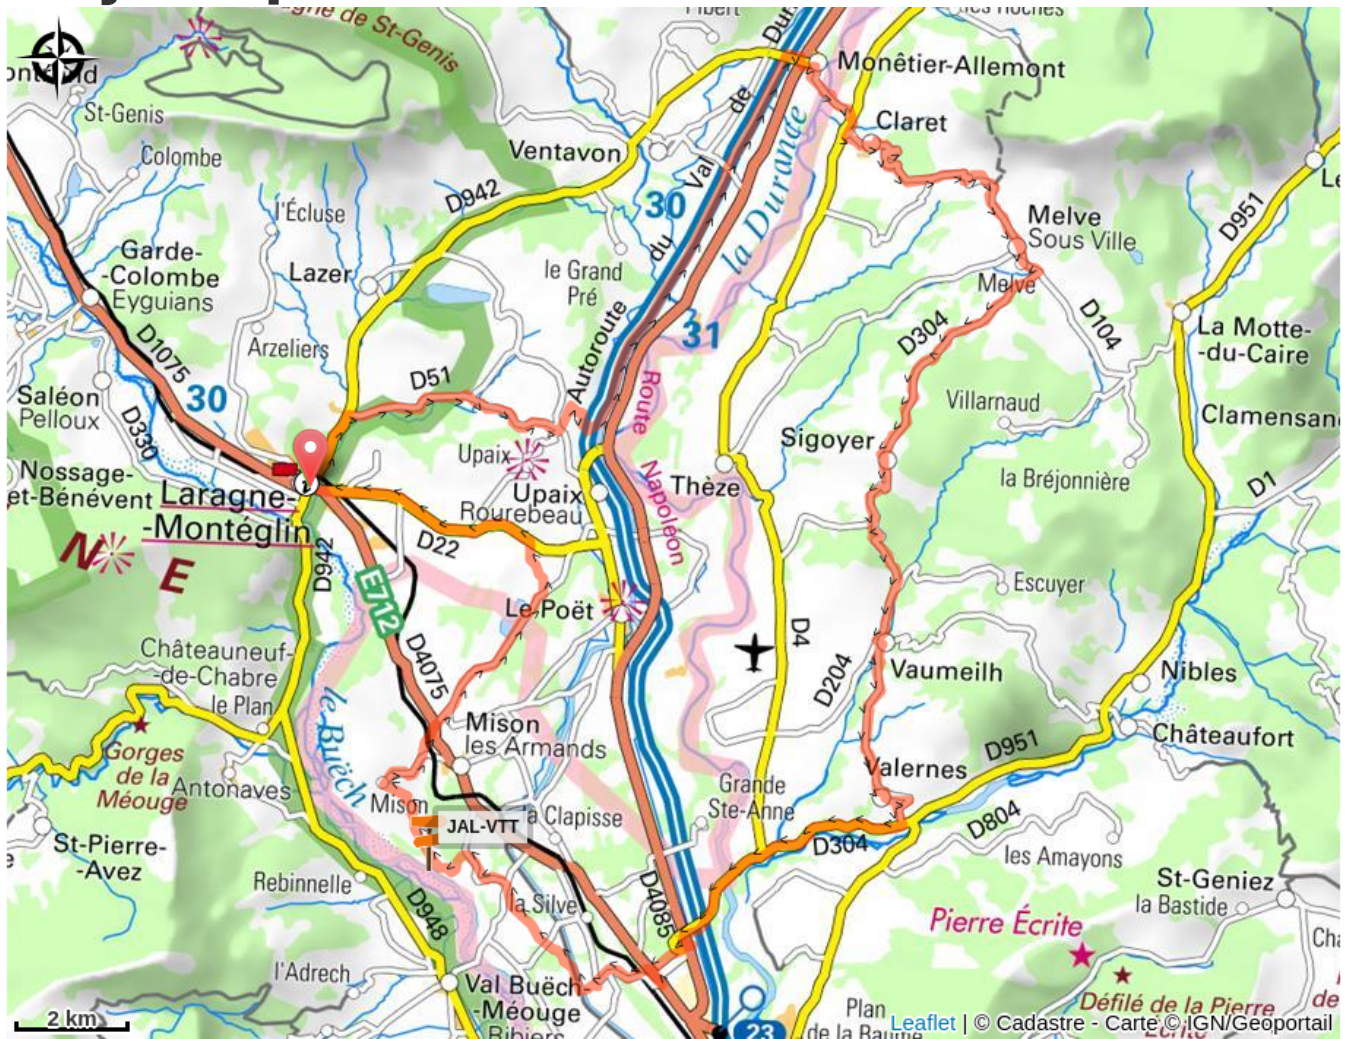 St-Genis
Colombe
l'Écluse
Ventavon
D942
Monêtier-Allemont
Claret
Durance
de
Val
du
Autoroute
30
la Durande
Melve
Sous Ville
Melve
D951
Garde-
-Colombe
Eyguians
Lazer
le Grand
Pré
31
D304
D104
La Motte-
-du-Caire
D1075
Arzeliers
30
Saléon
Pelloux
D330
D51
Route
Napoléon
Villarnaud
Clamensan
Sigoyer
la Bréjonnière
D1
Upaix
Nossage-
et-Bénévent
Laragne-
-Montéglin
Upaix
Rourebeau
Thèze
D22
D942
N
E
E712
Escuyer
Le Poët
D4
D4075
Châteauneuf-
-de-Chabre
le Plan
D204
Vaumeilh
Nibles
le Buëch
Mison
les Armands
Châteaufort
D951
Gorges
de la
Méouge
Antonaves
Valernes
Grande
Ste-Anne
Mison
JAL-VTT
la Clapisse
D804
D304
les Amayons
St-Pierre-
-Avez
Rebinnelle
D948
la Silve
D4085
St-Geniez
la Bastide
Pierre Écrite
l'Adrech
Val Buëch-
-Méouge
Ribiers
Défilé de la Pierre
Écrite
Plan
de la Baume
23
2 km
Leaflet | © Cadastre - Carte © IGN/Geoportail